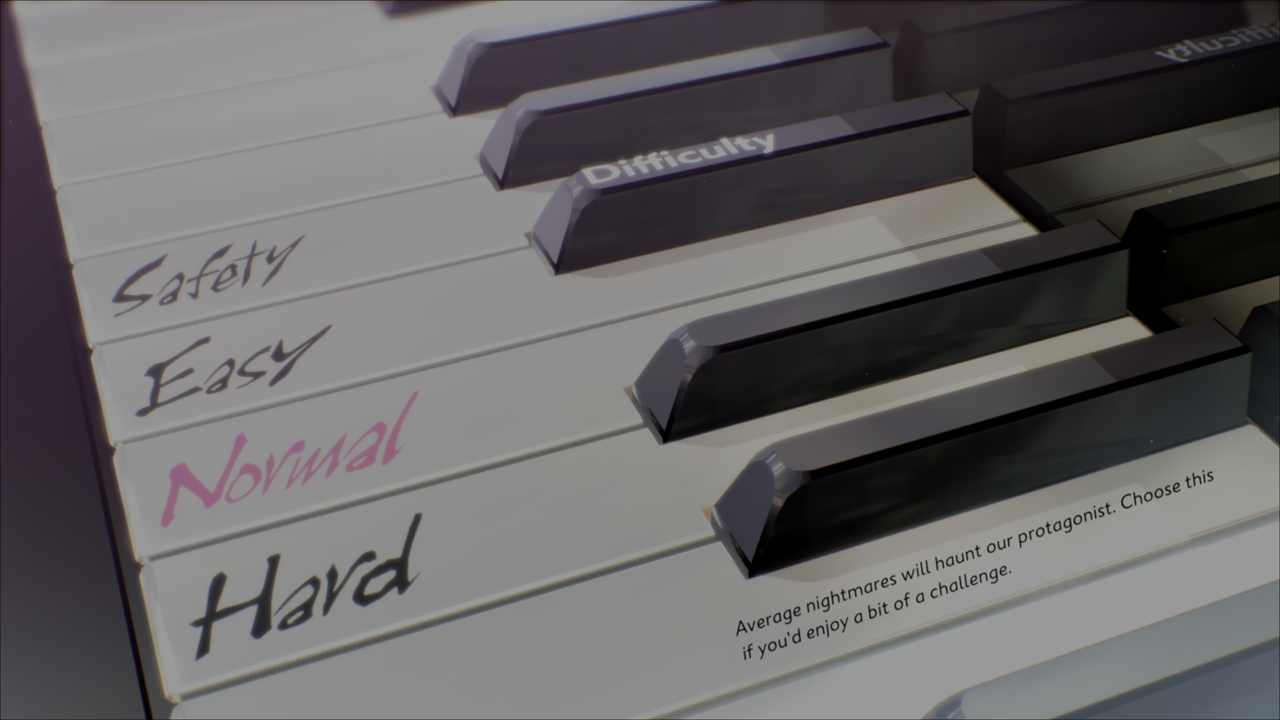 Difficulty
Difficulty
Safety
Easy
Normal
Hard
Average nightmares will haunt our protagonist. Choose this
if you'd enjoy a bit of a challenge.